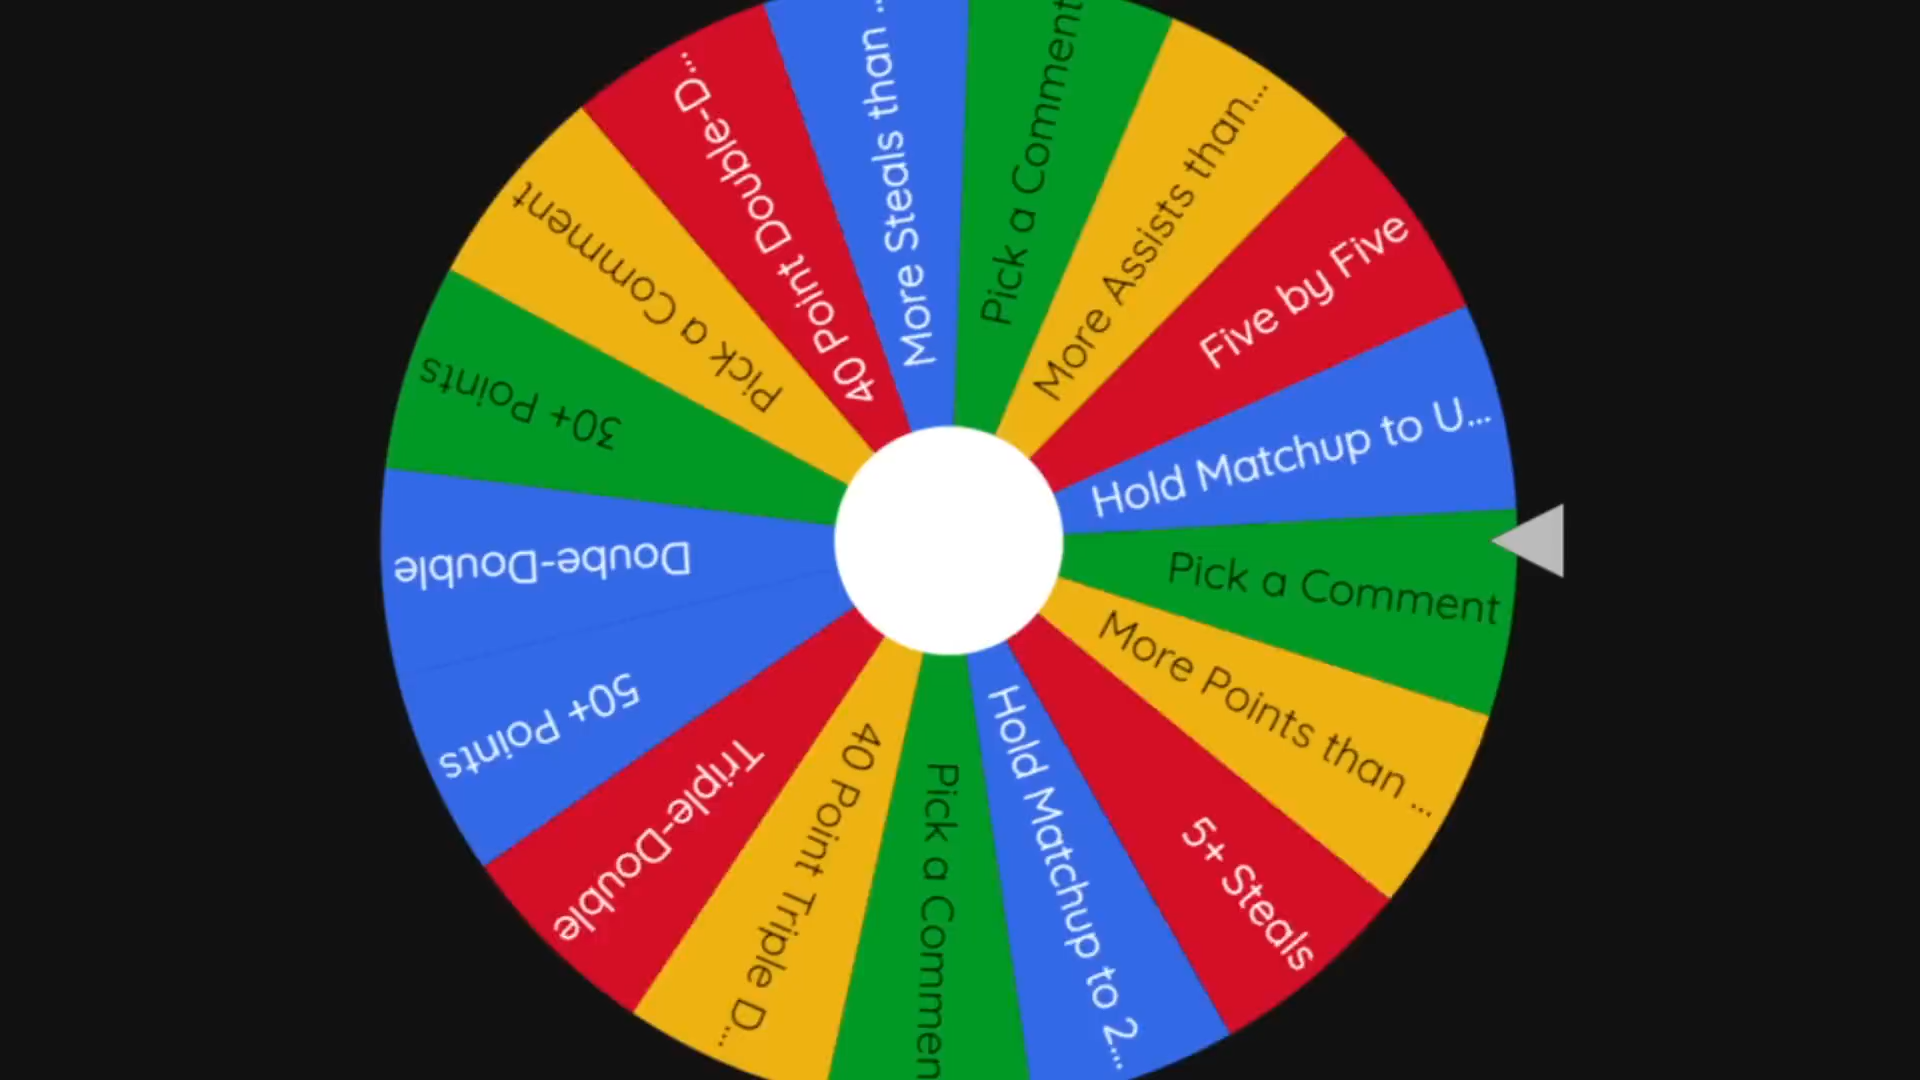 More Steals than ...
Pick a Comment
More Assists than...
Five by Five
Hold Matchup to U...
Pick a Comment
More Points than ...
5+ Steals
Hold Matchup to 2...
Pick a Commen
40 Point Triple D...
Triple-Double
50+ Points
Doube-Double
30+ Points
Pick a Comment
40 Point Double-D...